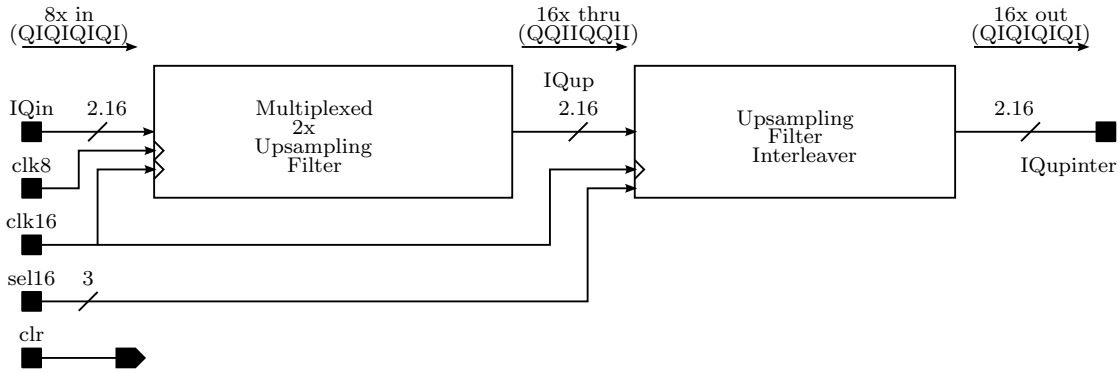 8x in
(QIQIQIQI)
16x thru
(QQIIQQII)
16x out
(QIQIQIQI)
IQin
2.16
Multiplexed
2x
Upsampling
Filter
IQup
2.16
Upsampling
Filter
Interleaver
2.16
IQupinter
clk8
clk16
sel16
3
clr